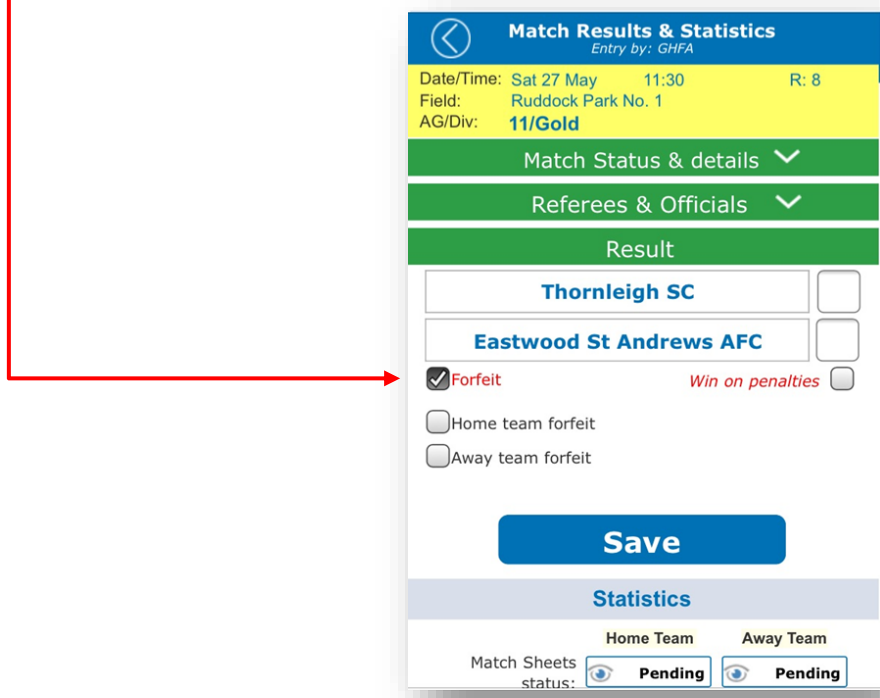 Match Results & Statistics
Entry by: GHFA
Date/Time: Sat 27 May 11:30 R: 8
Field: Ruddock Park No. 1
AG/Div: 11/Gold
Match Status & details
Referees & Officials
Result
Thornleigh SC
Eastwood St Andrews AFC
Forfeit Win on penalties
Home team forfeit
Away team forfeit
Save
Statistics
Home Team Away Team
Match Sheets
status: Pending Pending